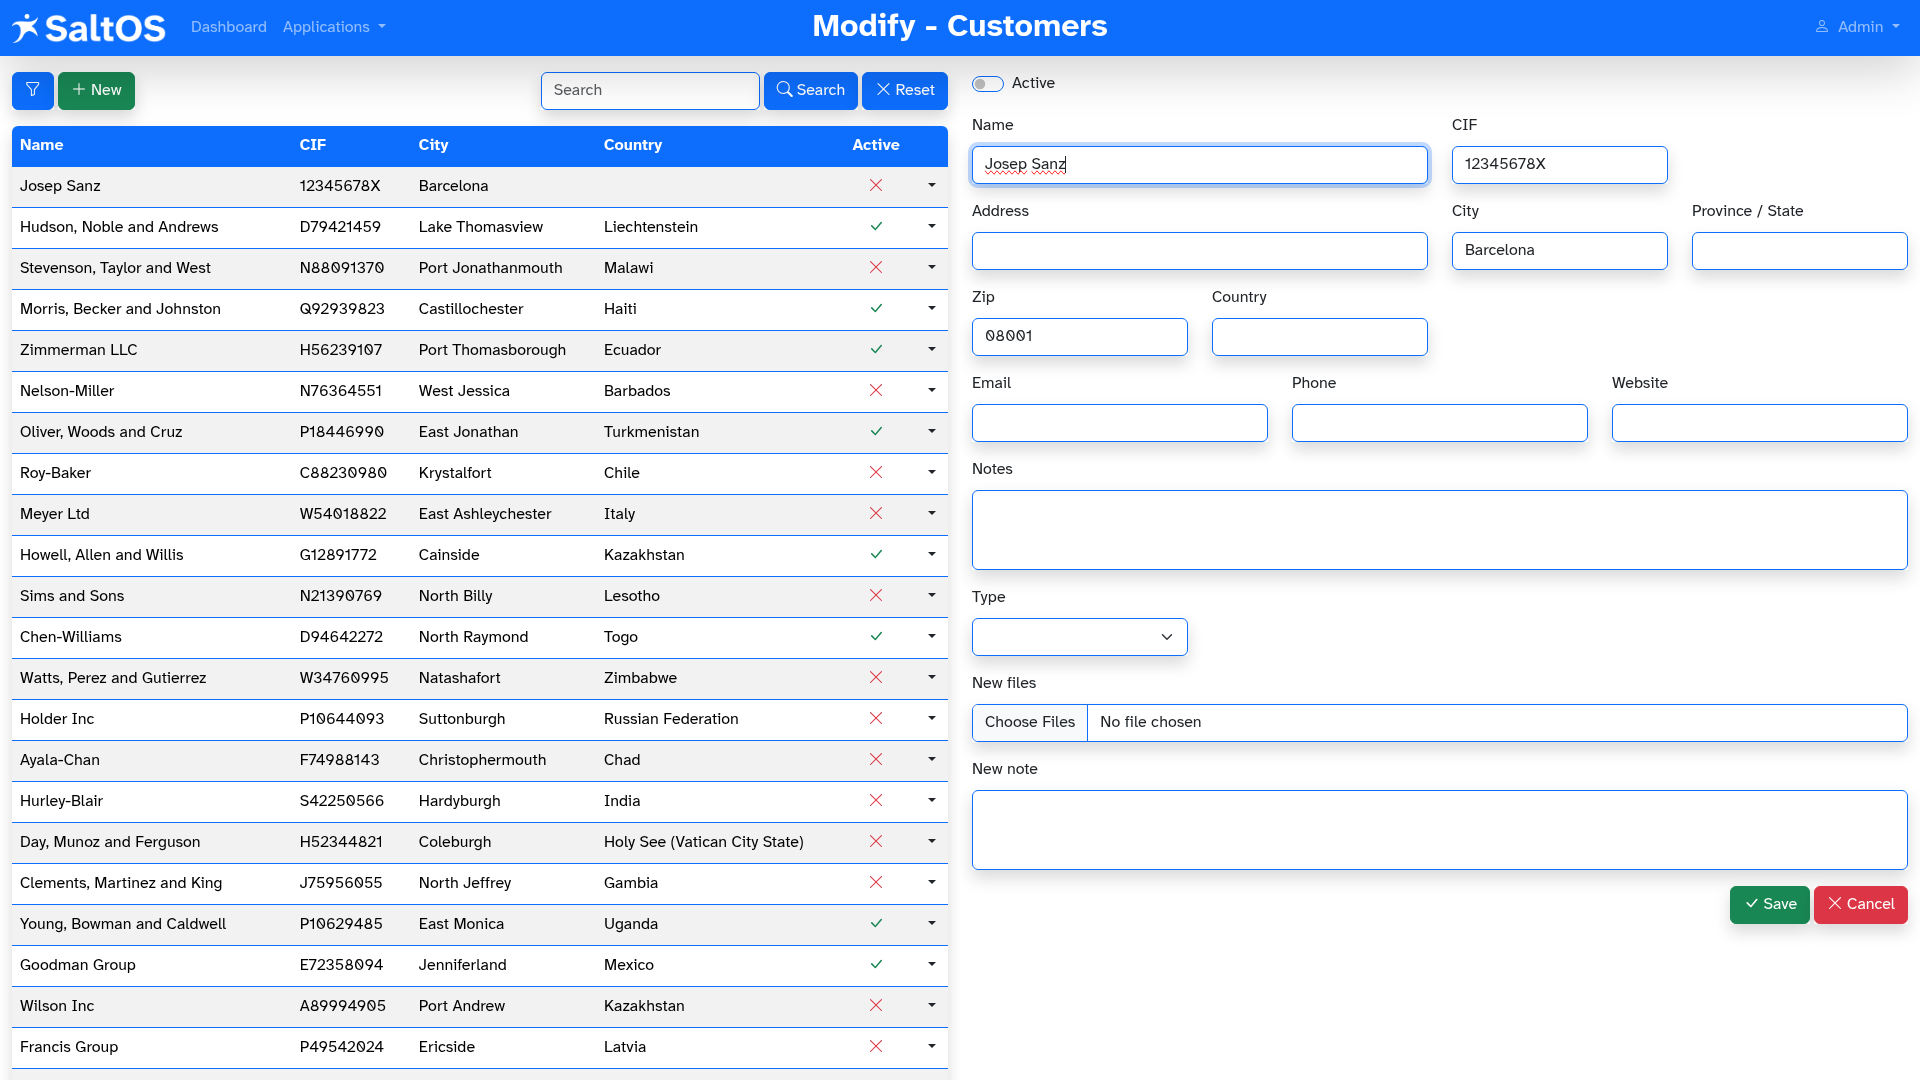 SaltOS Dashboard Applications Modify - Customers Admin
New Search Search Reset
Name CIF City Country Active
Josep Sanz 12345678X Barcelona
Hudson, Noble and Andrews D79421459 Lake Thomasview Liechtenstein
Stevenson, Taylor and West N88091370 Port Jonathanmouth Malawi
Morris, Becker and Johnston Q92939823 Castillochester Haiti
Zimmerman LLC H56239107 Port Thomasborough Ecuador
Nelson-Miller N76364551 West Jessica Barbados
Oliver, Woods and Cruz P18446990 East Jonathan Turkmenistan
Roy-Baker C88230980 Krystalfort Chile
Meyer Ltd W54018822 East Ashleychester Italy
Howell, Allen and Willis G12891772 Cainside Kazakhstan
Sims and Sons N21390769 North Billy Lesotho
Chen-Williams D94642272 North Raymond Togo
Watts, Perez and Gutierrez W34760995 Natashafort Zimbabwe
Holder Inc P10644093 Suttonburgh Russian Federation
Ayala-Chan F74988143 Christophermouth Chad
Hurley-Blair S42250566 Hardyburgh India
Day, Munoz and Ferguson H52344821 Coleburgh Holy See (Vatican City State)
Clements, Martinez and King J75956055 North Jeffrey Gambia
Young, Bowman and Caldwell P10629485 East Monica Uganda
Goodman Group E72358094 Jenniferland Mexico
Wilson Inc A89994905 Port Andrew Kazakhstan
Francis Group P49542024 Ericside Latvia
Active
Name CIF
Josep Sanz 12345678X
Address City Province / State
Barcelona
Zip Country
08001
Email Phone Website
Notes
Type
New files
Choose Files No file chosen
New note
Save Cancel